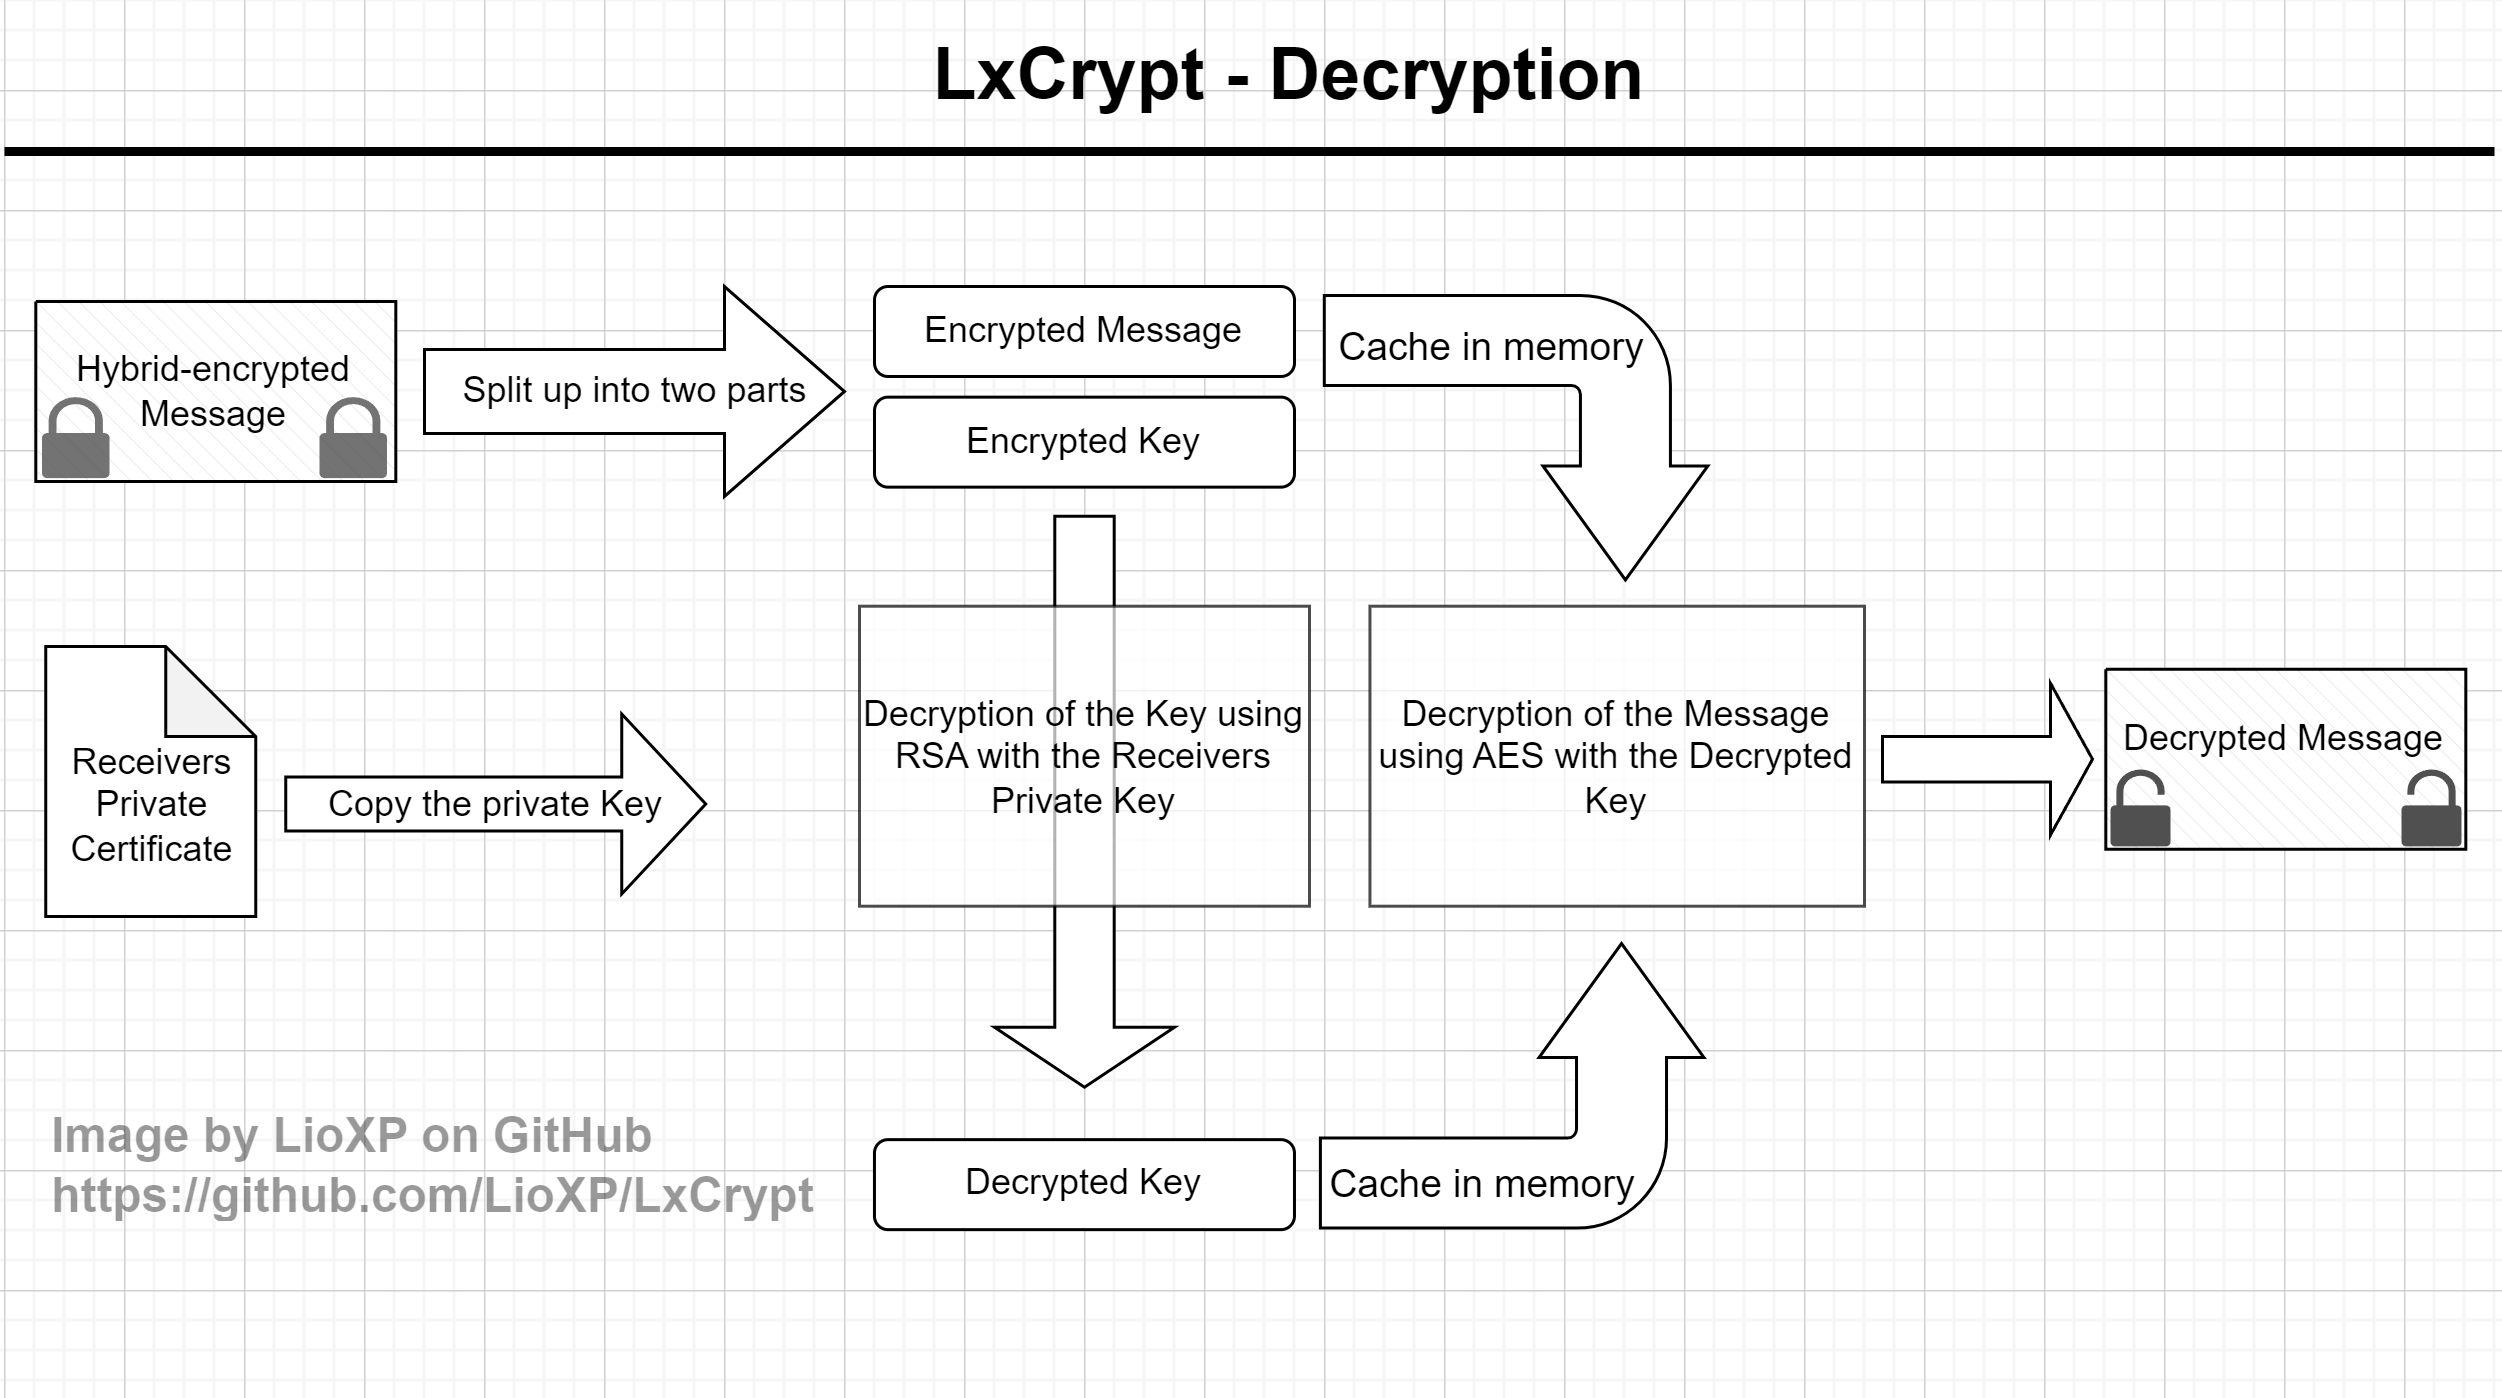 LxCrypt - Decryption
Hybrid-encrypted
Message
Split up into two parts
Encrypted Message
Encrypted Key
Cache in memory
Receivers
Private
Certificate
Copy the private Key
Decryption of the Key using
RSA with the Receivers
Private Key
Decryption of the Message
using AES with the Decrypted
Key
Decrypted Message
Decrypted Key
Cache in memory
Image by LioXP on GitHub
https://github.com/LioXP/LxCrypt